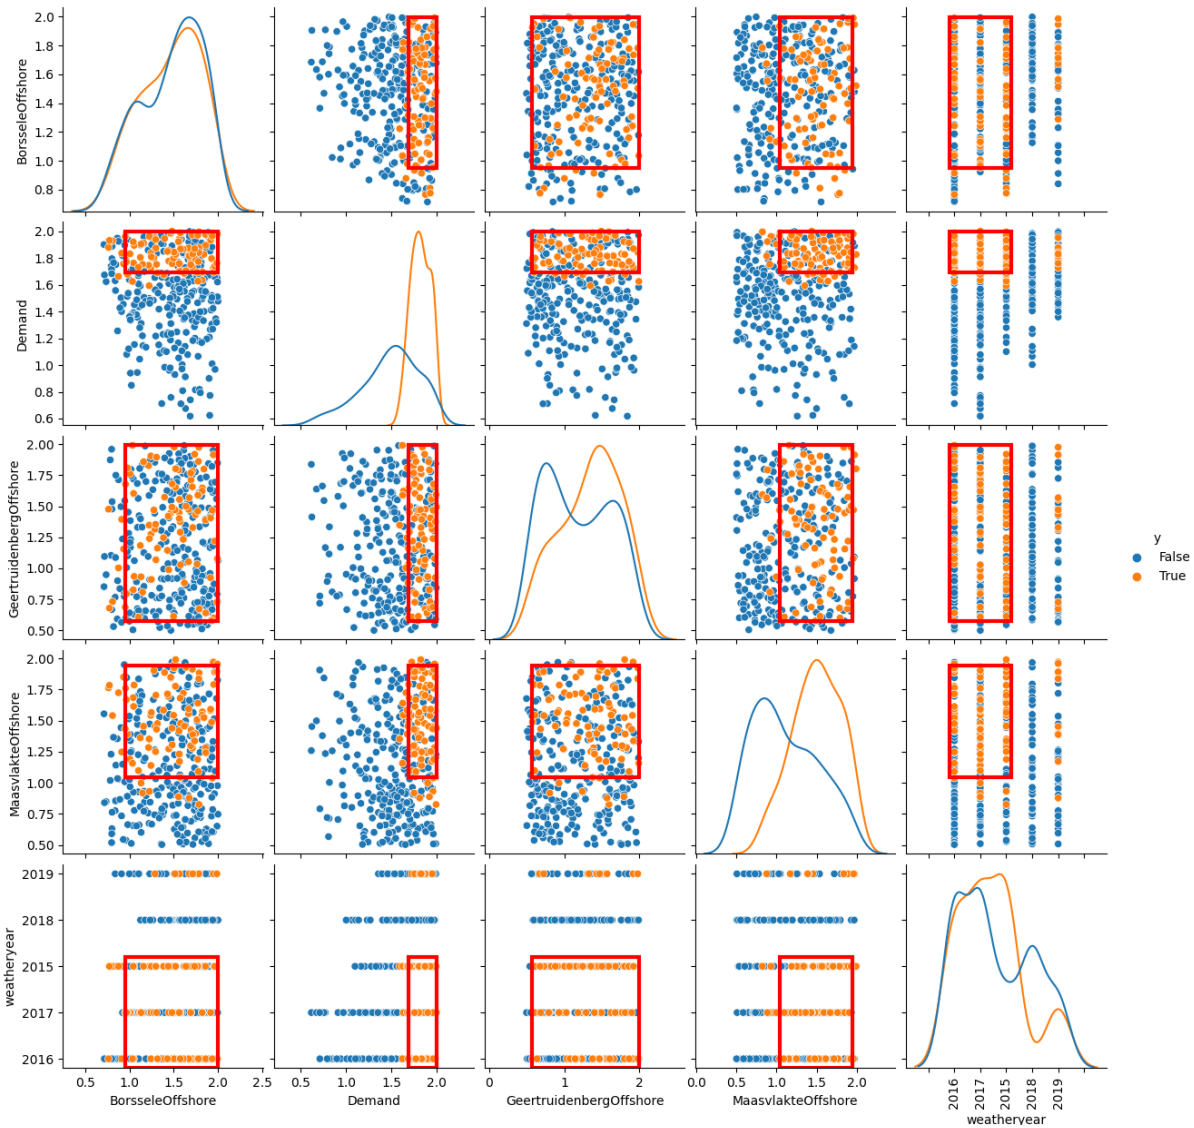 2.0
1.8
1.6
1.4
1.2
1.0
0.8
BorsseleOffshore
2.0
1.8
1.6
1.4
1.2
1.0
0.8
0.6
Demand
2.00
1.75
1.50
1.25
1.00
0.75
0.50
GeertruidenbergOffshore
y
False
True
2.00
1.75
1.50
1.25
1.00
0.75
0.50
MaasvlakteOffshore
2019
2018
2015
2017
2016
weatheryear
0.5 1.0 1.5 2.0 2.5
BorsseleOffshore
1.0 1.5 2.0
Demand
0 1 2
GeertruidenbergOffshore
0.0 0.5 1.0 1.5 2.0
MaasvlakteOffshore
2016 2017 2015 2018 2019
weatheryear